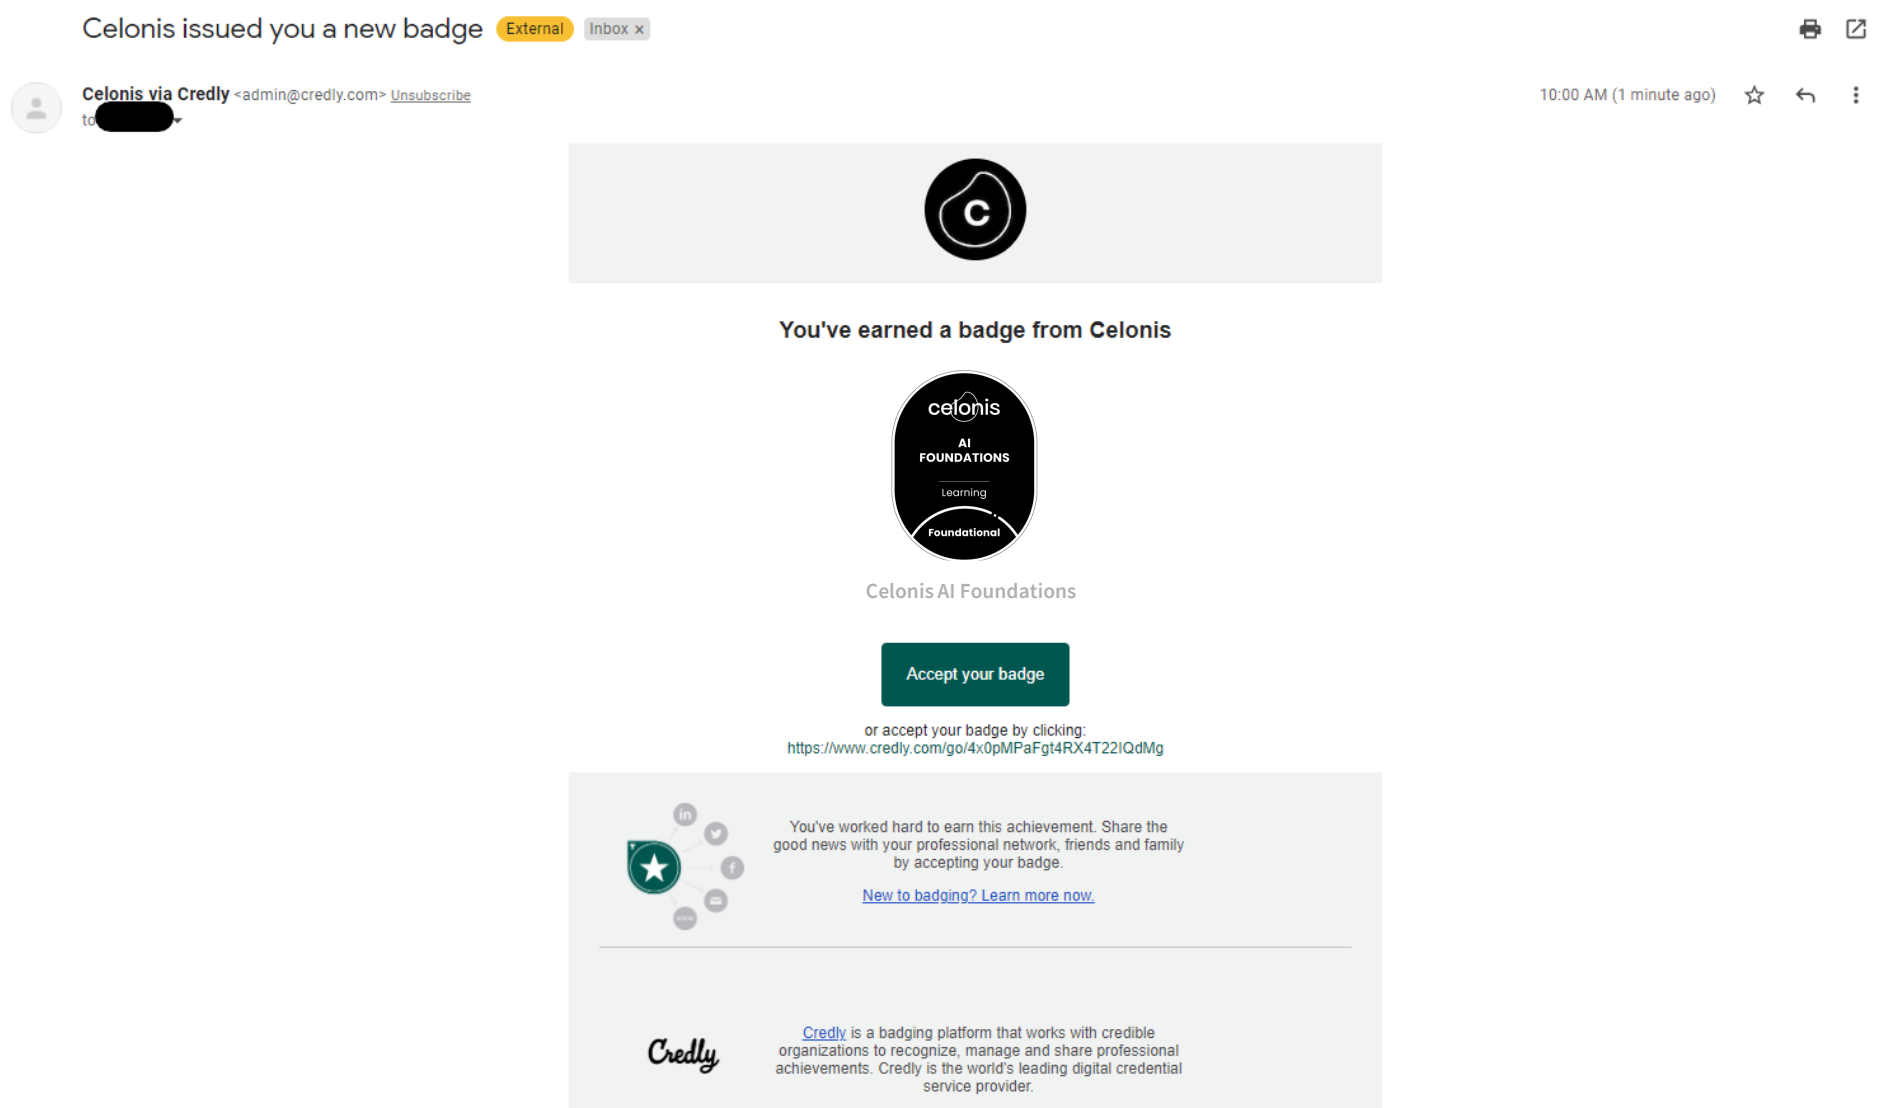 Celonis issued you a new badge External Inbox ×
Celonis via Credly <admin@credly.com> Unsubscribe
10:00 AM (1 minute ago)
to
C
You've earned a badge from Celonis
celonis
AI
FOUNDATIONS
Learning
Foundational
Celonis AI Foundations
Accept your badge
or accept your badge by clicking:
https://www.credly.com/go/4x0pMPaFgt4RX4T22IQdMg
in
f
www
You've worked hard to earn this achievement. Share the
good news with your professional network, friends and family
by accepting your badge.
New to badging? Learn more now.
Credly
Credly is a badging platform that works with credible
organizations to recognize, manage and share professional
achievements. Credly is the world's leading digital credential
service provider.